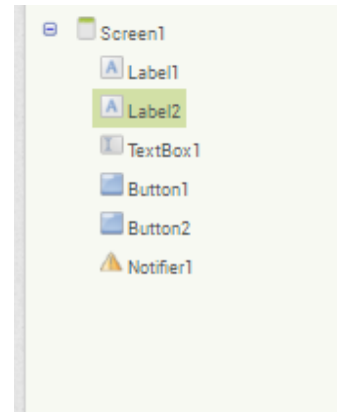 Screen1
Label1
Label2
TextBox1
Button1
Button2
Notifier1